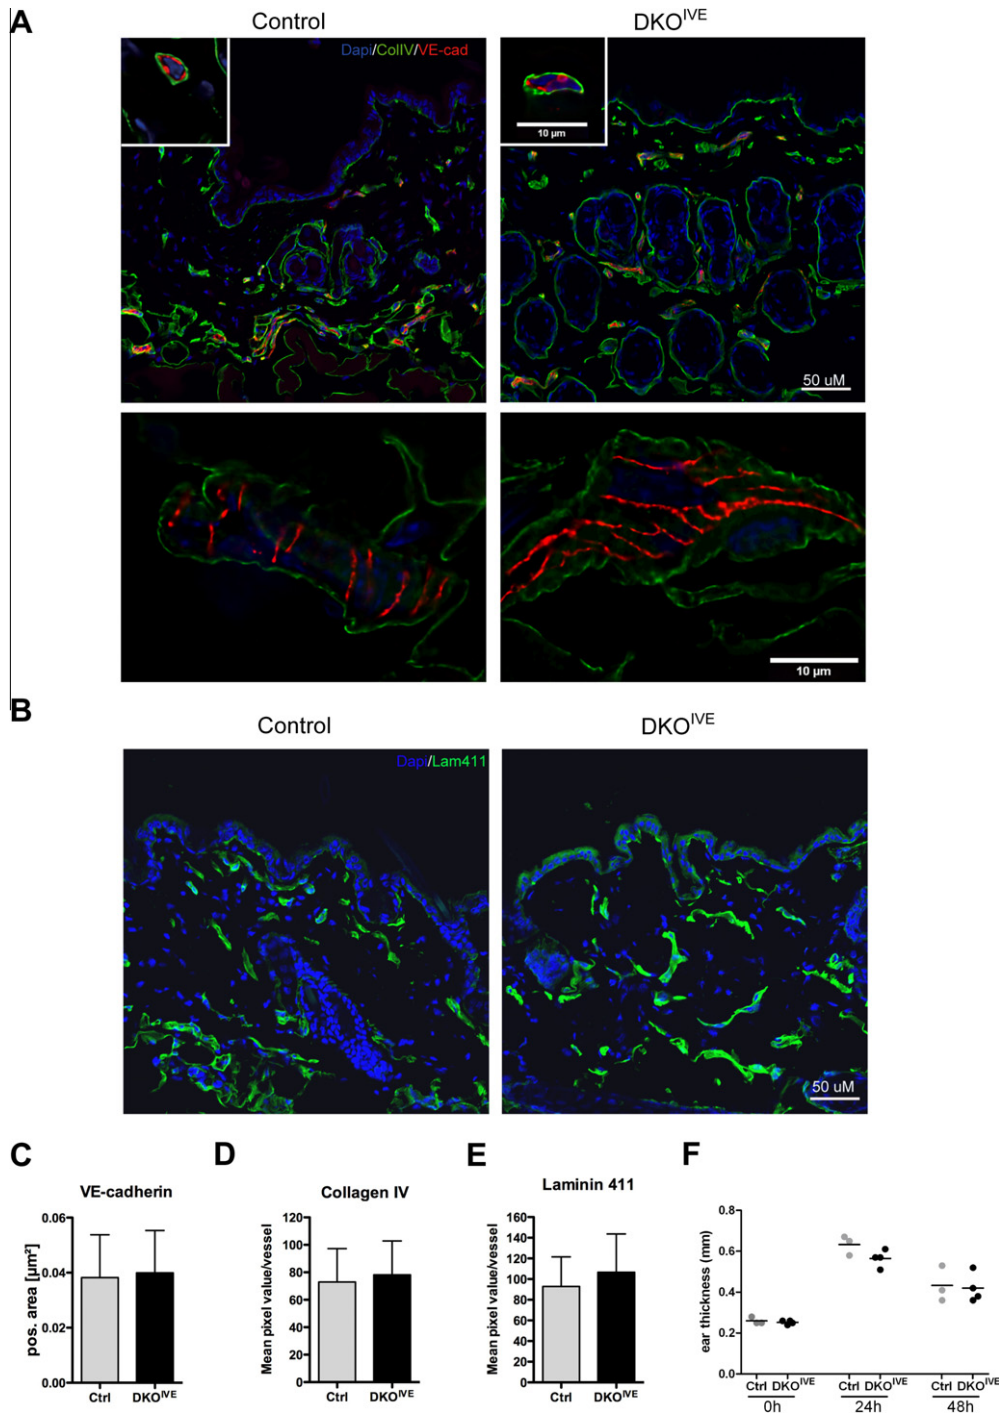 A
Control
DKO^IVE
Dapi/ColIV/VE-cad
10 µm
50 uM
10 µm
B
Control
DKO^IVE
Dapi/Lam411
50 uM
C
VE-cadherin
pos. area [µm²]
0.06
0.04
0.02
0.00
Ctrl
DKO^IVE
D
Collagen IV
Mean pixel value/vessel
120
100
80
60
40
20
0
Ctrl
DKO^IVE
E
Laminin 411
Mean pixel value/vessel
160
140
120
100
80
60
40
20
0
Ctrl
DKO^IVE
F
ear thickness (mm)
0.8
0.6
0.4
0.2
Ctrl DKO^IVE
0h
Ctrl DKO^IVE
24h
Ctrl DKO^IVE
48h